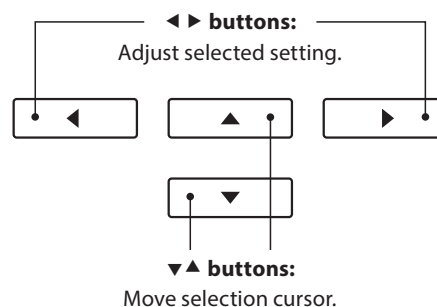 ◀ ▶ buttons:
Adjust selected setting.
▼▲ buttons:
Move selection cursor.